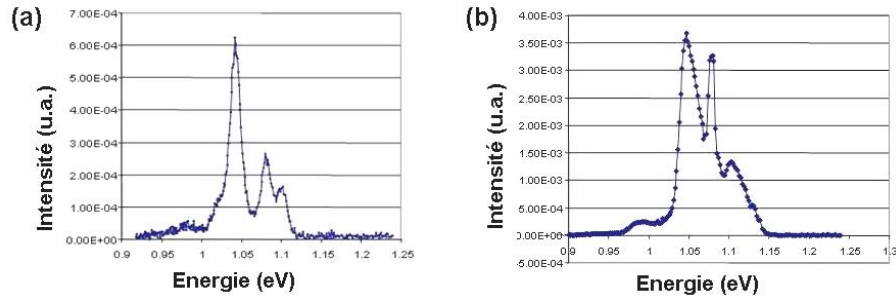 (a)
7.00E-04
6.00E-04
5.00E-04
4.00E-04
3.00E-04
2.00E-04
1.00E-04
0.00E+00
0.9 0.95 1 1.05 1.1 1.15 1.2 1.25
Intensité (u.a.)
Energie (eV)
(b)
4.00E-03
3.50E-03
3.00E-03
2.50E-03
2.00E-03
1.50E-03
1.00E-03
5.00E-04
0.00E+00
-5.00E-04
0.9 0.95 1 1.05 1.1 1.15 1.2 1.25 1.3
Intensité (u.a.)
Energie (eV)